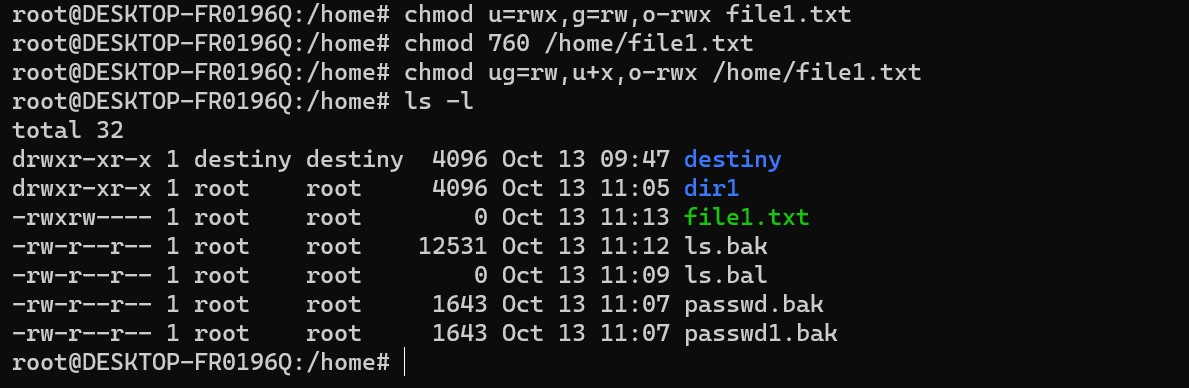 root@DESKTOP-FR0196Q:/home# chmod u=rwx,g=rw,o-rwx file1.txt
root@DESKTOP-FR0196Q:/home# chmod 760 /home/file1.txt
root@DESKTOP-FR0196Q:/home# chmod ug=rw,u+x,o-rwx /home/file1.txt
root@DESKTOP-FR0196Q:/home# ls -l
total 32
drwxr-xr-x 1 destiny destiny  4096 Oct 13 09:47 destiny
drwxr-xr-x 1 root    root     4096 Oct 13 11:05 dir1
-rwxrw---- 1 root    root        0 Oct 13 11:13 file1.txt
-rw-r--r-- 1 root    root    12531 Oct 13 11:12 ls.bak
-rw-r--r-- 1 root    root        0 Oct 13 11:09 ls.bal
-rw-r--r-- 1 root    root     1643 Oct 13 11:07 passwd.bak
-rw-r--r-- 1 root    root     1643 Oct 13 11:07 passwd1.bak
root@DESKTOP-FR0196Q:/home#